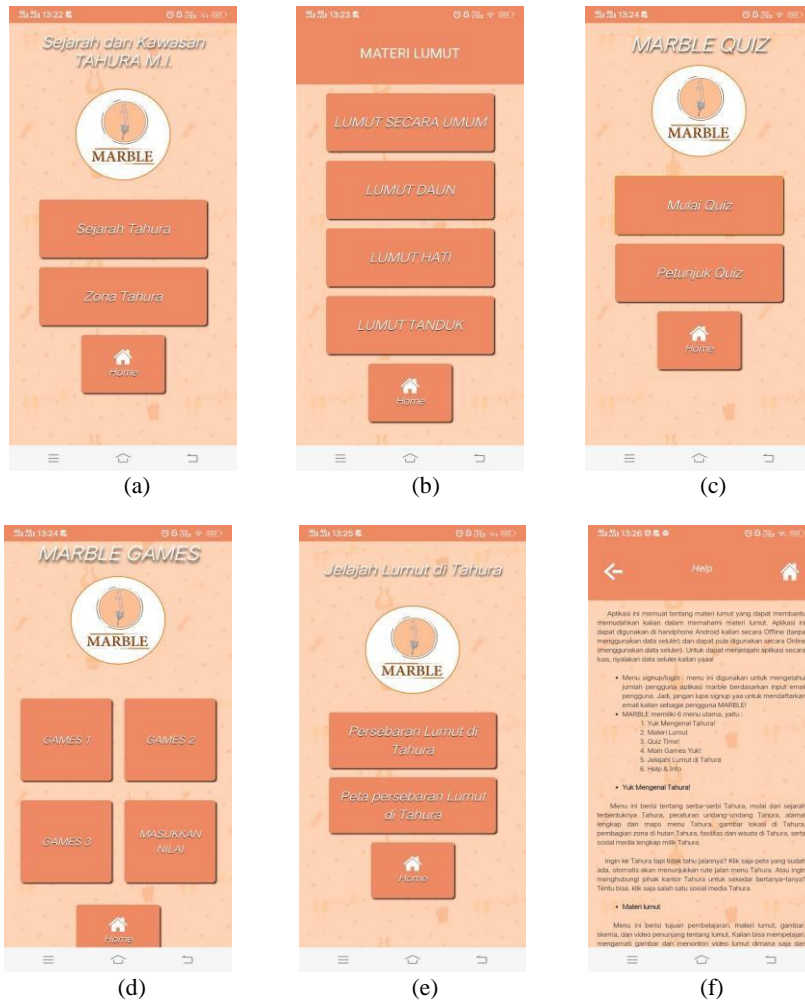 13:22
Sejarah dan Kawasan
TAHURA M.I.
MARBLE
Sejarah Tahura
Zona Tahura
Home
(a)
13:23
MATERI LUMUT
LUMUT SECARA UMUM
LUMUT DAUN
LUMUT HATI
LUMUT TANDUK
Home
(b)
13:24
MARBLE QUIZ
MARBLE
Mulai Quiz
Petunjuk Quiz
Home
(c)
13:24
MARBLE GAMES
MARBLE
GAMES 1
GAMES 2
GAMES 3
MASUKKAN
NILAI
Home
(d)
13:25
Jelajah Lumut di Tahura
MARBLE
Persebaran Lumut di
Tahura
Peta persebaran Lumut
di Tahura
Home
(e)
13:26
Help
Aplikasi ini memuat tentang materi lumut yang dapat membantu
memudahkan kalian dalam memahami materi lumut. Aplikasi ini
dapat digunakan di handphone Android kalian secara Offline (tanpa
menggunakan data seluler) dan dapat pula digunakan secara Online
(menggunakan data seluler). Untuk dapat menjelajahi aplikasi secara
luas, nyalakan data seluler kalian yaaa!
• Menu signup/login : menu ini digunakan untuk mengetahui
jumlah pengguna aplikasi marble berdasarkan input email
pengguna. Jadi, jangan lupa signup yaa untuk mendaftarkan
email kalian sebagai pengguna MARBLE!
• MARBLE memiliki 6 menu utama, yaitu :
1. Yuk Mengenal Tahura!
2. Materi Lumut
3. Quiz Time!
4. Main Games Yuk!
5. Jelajahi Lumut di Tahura
6. Help & Info
• Yuk Mengenal Tahura!
Menu ini berisi tentang serba-serbi Tahura, mulai dari sejarah
terbentuknya Tahura, peraturan undang-undang Tahura, alamat
lengkap dan maps menu Tahura, gambar lokasi di Tahura,
pembagian zona di hutan Tahura, fasilitas dan wisata di Tahura, serta
sosial media lengkap milik Tahura.
Ingin ke Tahura tapi tidak tahu jalannya? Klik saja peta yang sudah
ada, otomatis akan menunjukkan rute jalan menu Tahura. Atau ingin
menghubungi pihak kantor Tahura untuk sekedar bertanya-tanya?
Tentu bisa, klik saja salah satu sosial media Tahura.
• Materi lumut
Menu ini berisi tujuan pembelajaran, materi lumut, gambar,
skema, dan video penunjang tentang lumut. Kalian bisa mempelajari,
mengamati gambar dan menonton video lumut dimana saja dan
(f)